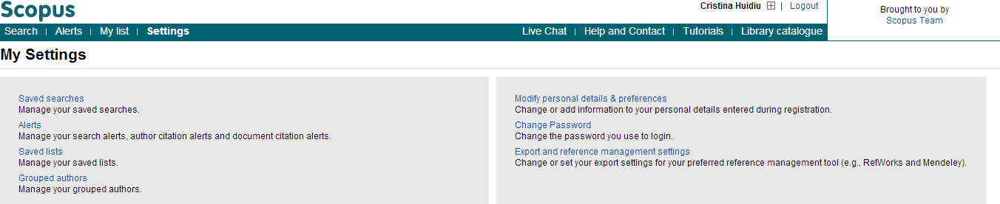 Scopus
Cristina Huidiu | Logout
Brought to you by
Scopus Team
Search | Alerts | My list | Settings
Live Chat | Help and Contact | Tutorials | Library catalogue
My Settings
Saved searches
Manage your saved searches.
Alerts
Manage your search alerts, author citation alerts and document citation alerts.
Saved lists
Manage your saved lists.
Grouped authors
Manage your grouped authors.
Modify personal details & preferences
Change or add information to your personal details entered during registration.
Change Password
Change the password you use to login.
Export and reference management settings
Change or set your export settings for your preferred reference management tool (e.g., RefWorks and Mendeley).